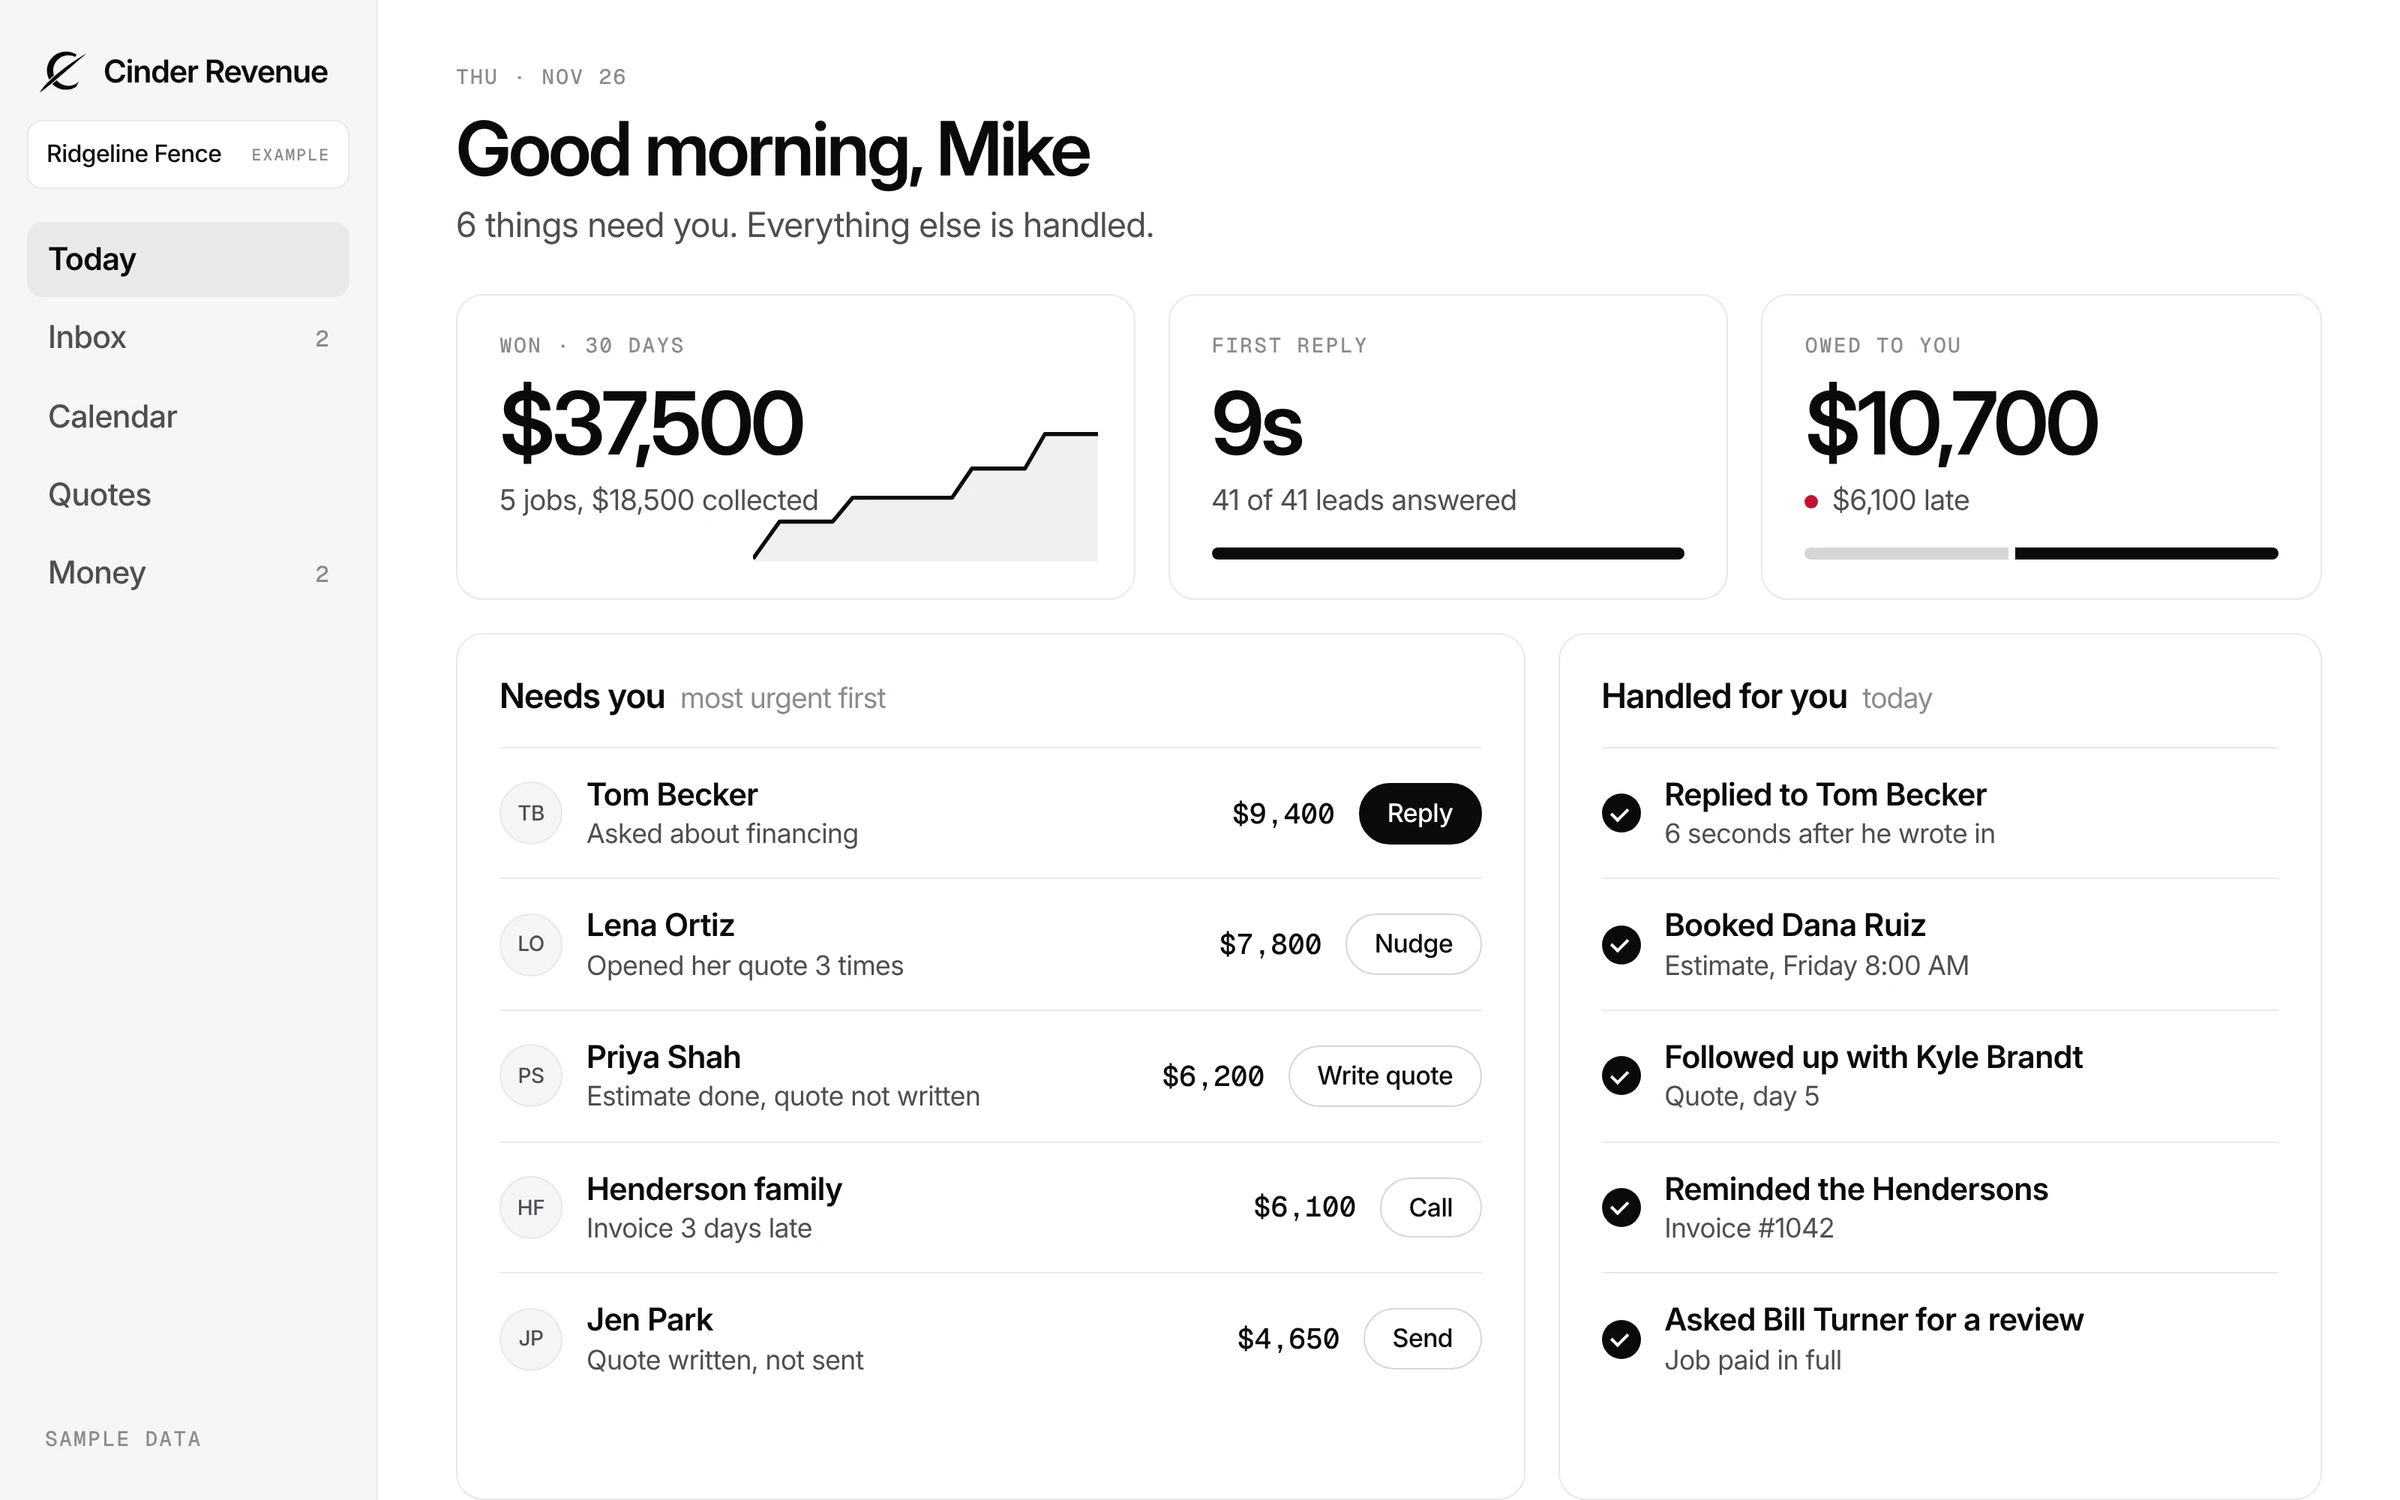 Cinder Revenue
Ridgeline Fence EXAMPLE
Today
Inbox 2
Calendar
Quotes
Money 2
SAMPLE DATA
THU · NOV 26
Good morning, Mike
6 things need you. Everything else is handled.
WON · 30 DAYS
$37,500
5 jobs, $18,500 collected
FIRST REPLY
9s
41 of 41 leads answered
OWED TO YOU
$10,700
$6,100 late
Needs you most urgent first
TB
Tom Becker
Asked about financing
$9,400 Reply
LO
Lena Ortiz
Opened her quote 3 times
$7,800 Nudge
PS
Priya Shah
Estimate done, quote not written
$6,200 Write quote
HF
Henderson family
Invoice 3 days late
$6,100 Call
JP
Jen Park
Quote written, not sent
$4,650 Send
Handled for you today
Replied to Tom Becker
6 seconds after he wrote in
Booked Dana Ruiz
Estimate, Friday 8:00 AM
Followed up with Kyle Brandt
Quote, day 5
Reminded the Hendersons
Invoice #1042
Asked Bill Turner for a review
Job paid in full